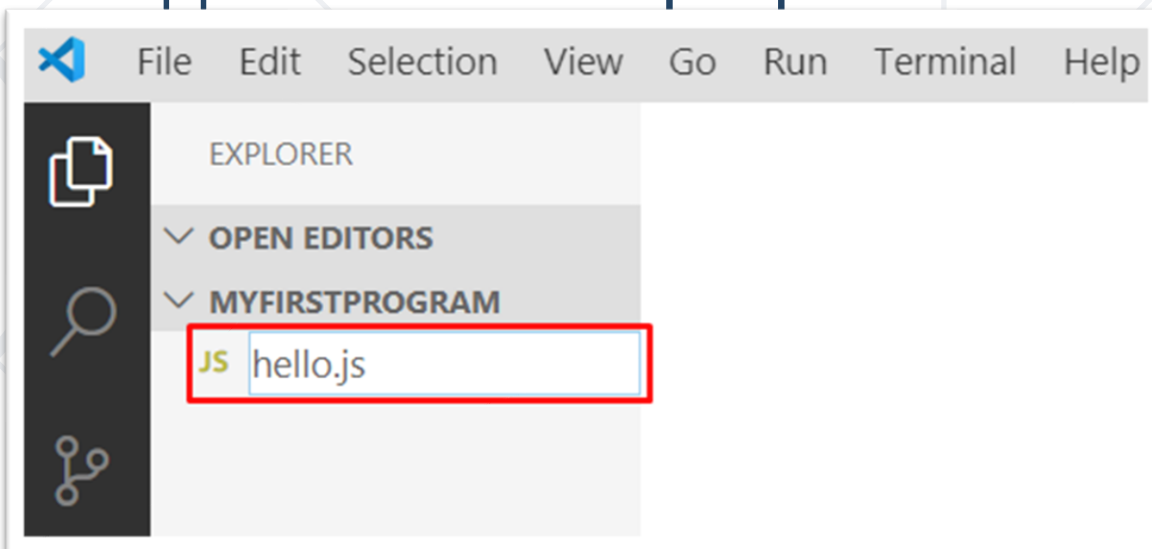 File Edit Selection View Go Run Terminal Help
EXPLORER
OPEN EDITORS
MYFIRSTPROGRAM
JS hello.js